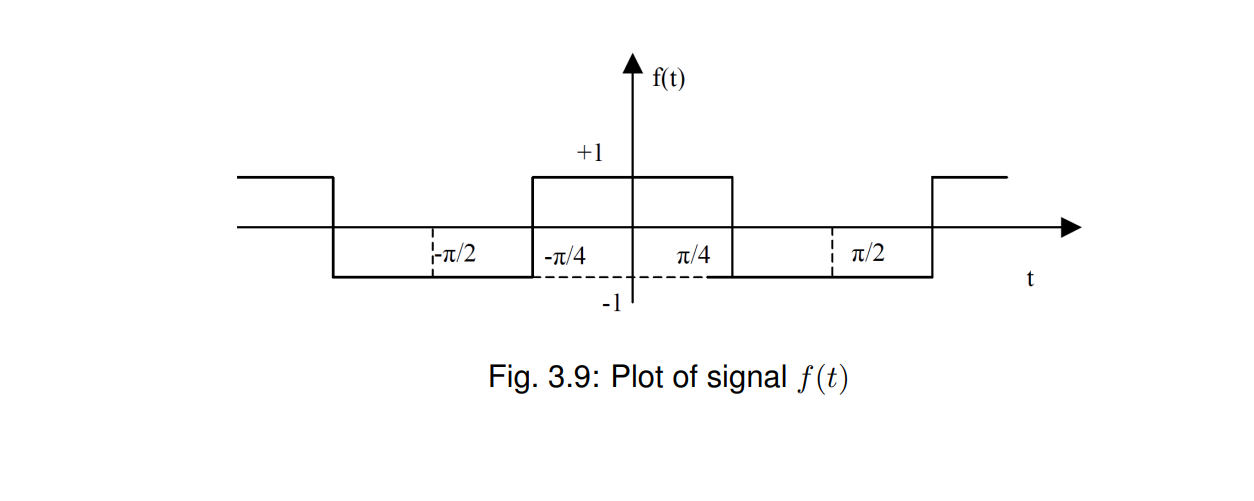 f(t)
+1
-π/2 -π/4 π/4 π/2
t
-1
Fig. 3.9: Plot of signal f(t)